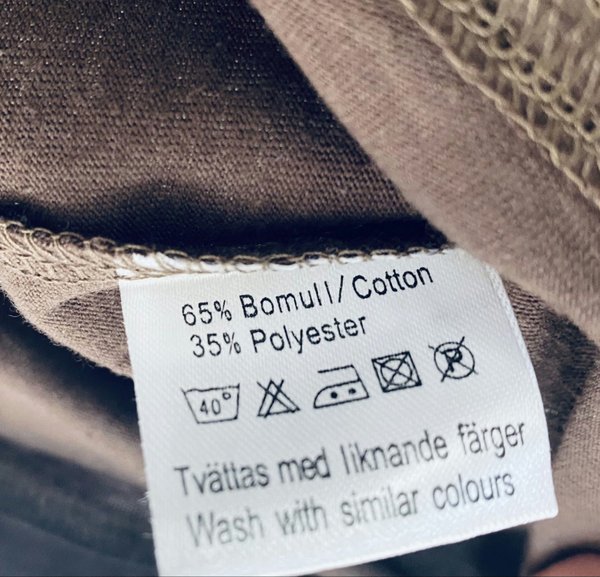 65% Bomull/Cotton
35% Polyester
40° P
Tvättas med liknande färger
Wash with similar colours